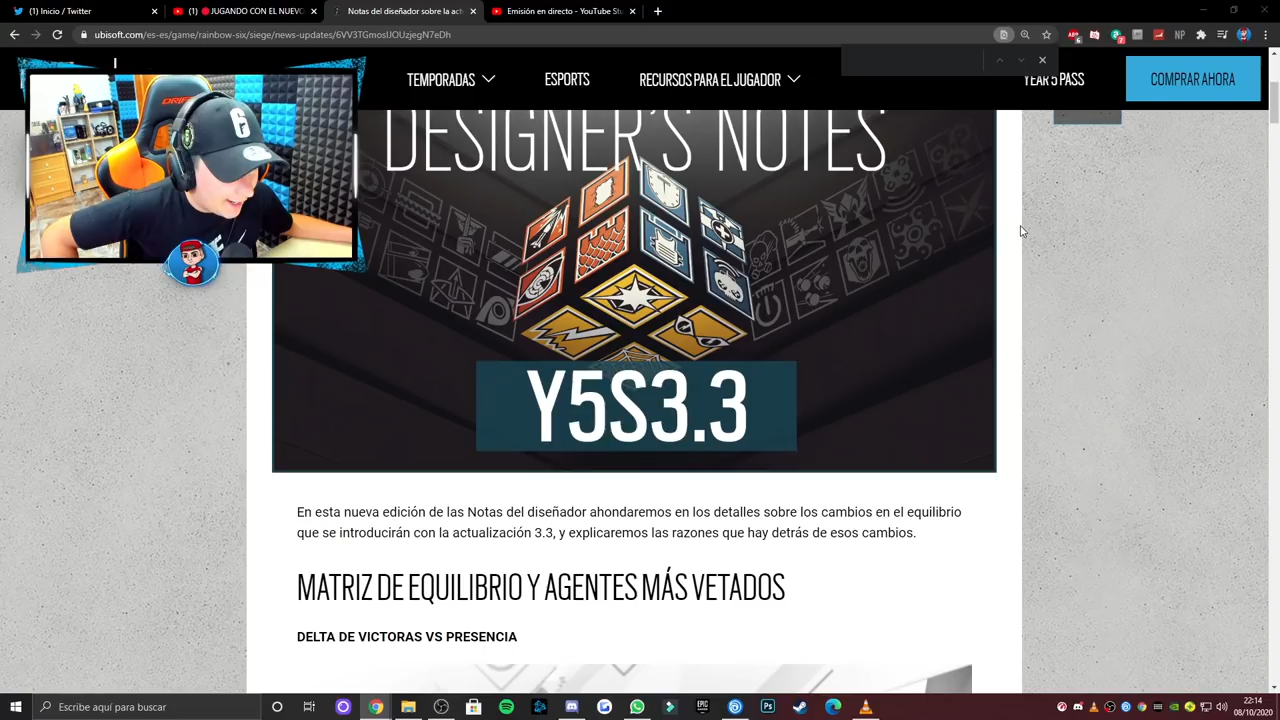 (1) Inicio / Twitter
(1) 🔴JUGANDO CON EL NUEVO
Notas del diseñador sobre la act
Emisión en directo - YouTube Stu
ubisoft.com/es-es/game/rainbow-six/siege/news-updates/6VV3TGmosIJOUzjegN7eDh
TEMPORADAS
ESPORTS
RECURSOS PARA EL JUGADOR
YEAR 5 PASS
COMPRAR AHORA
DESIGNER'S NOTES
Y5S3.3
En esta nueva edición de las Notas del diseñador ahondaremos en los detalles sobre los cambios en el equilibrio
que se introducirán con la actualización 3.3, y explicaremos las razones que hay detrás de esos cambios.
MATRIZ DE EQUILIBRIO Y AGENTES MÁS VETADOS
DELTA DE VICTORAS VS PRESENCIA
Escribe aquí para buscar
22:14
08/10/2020